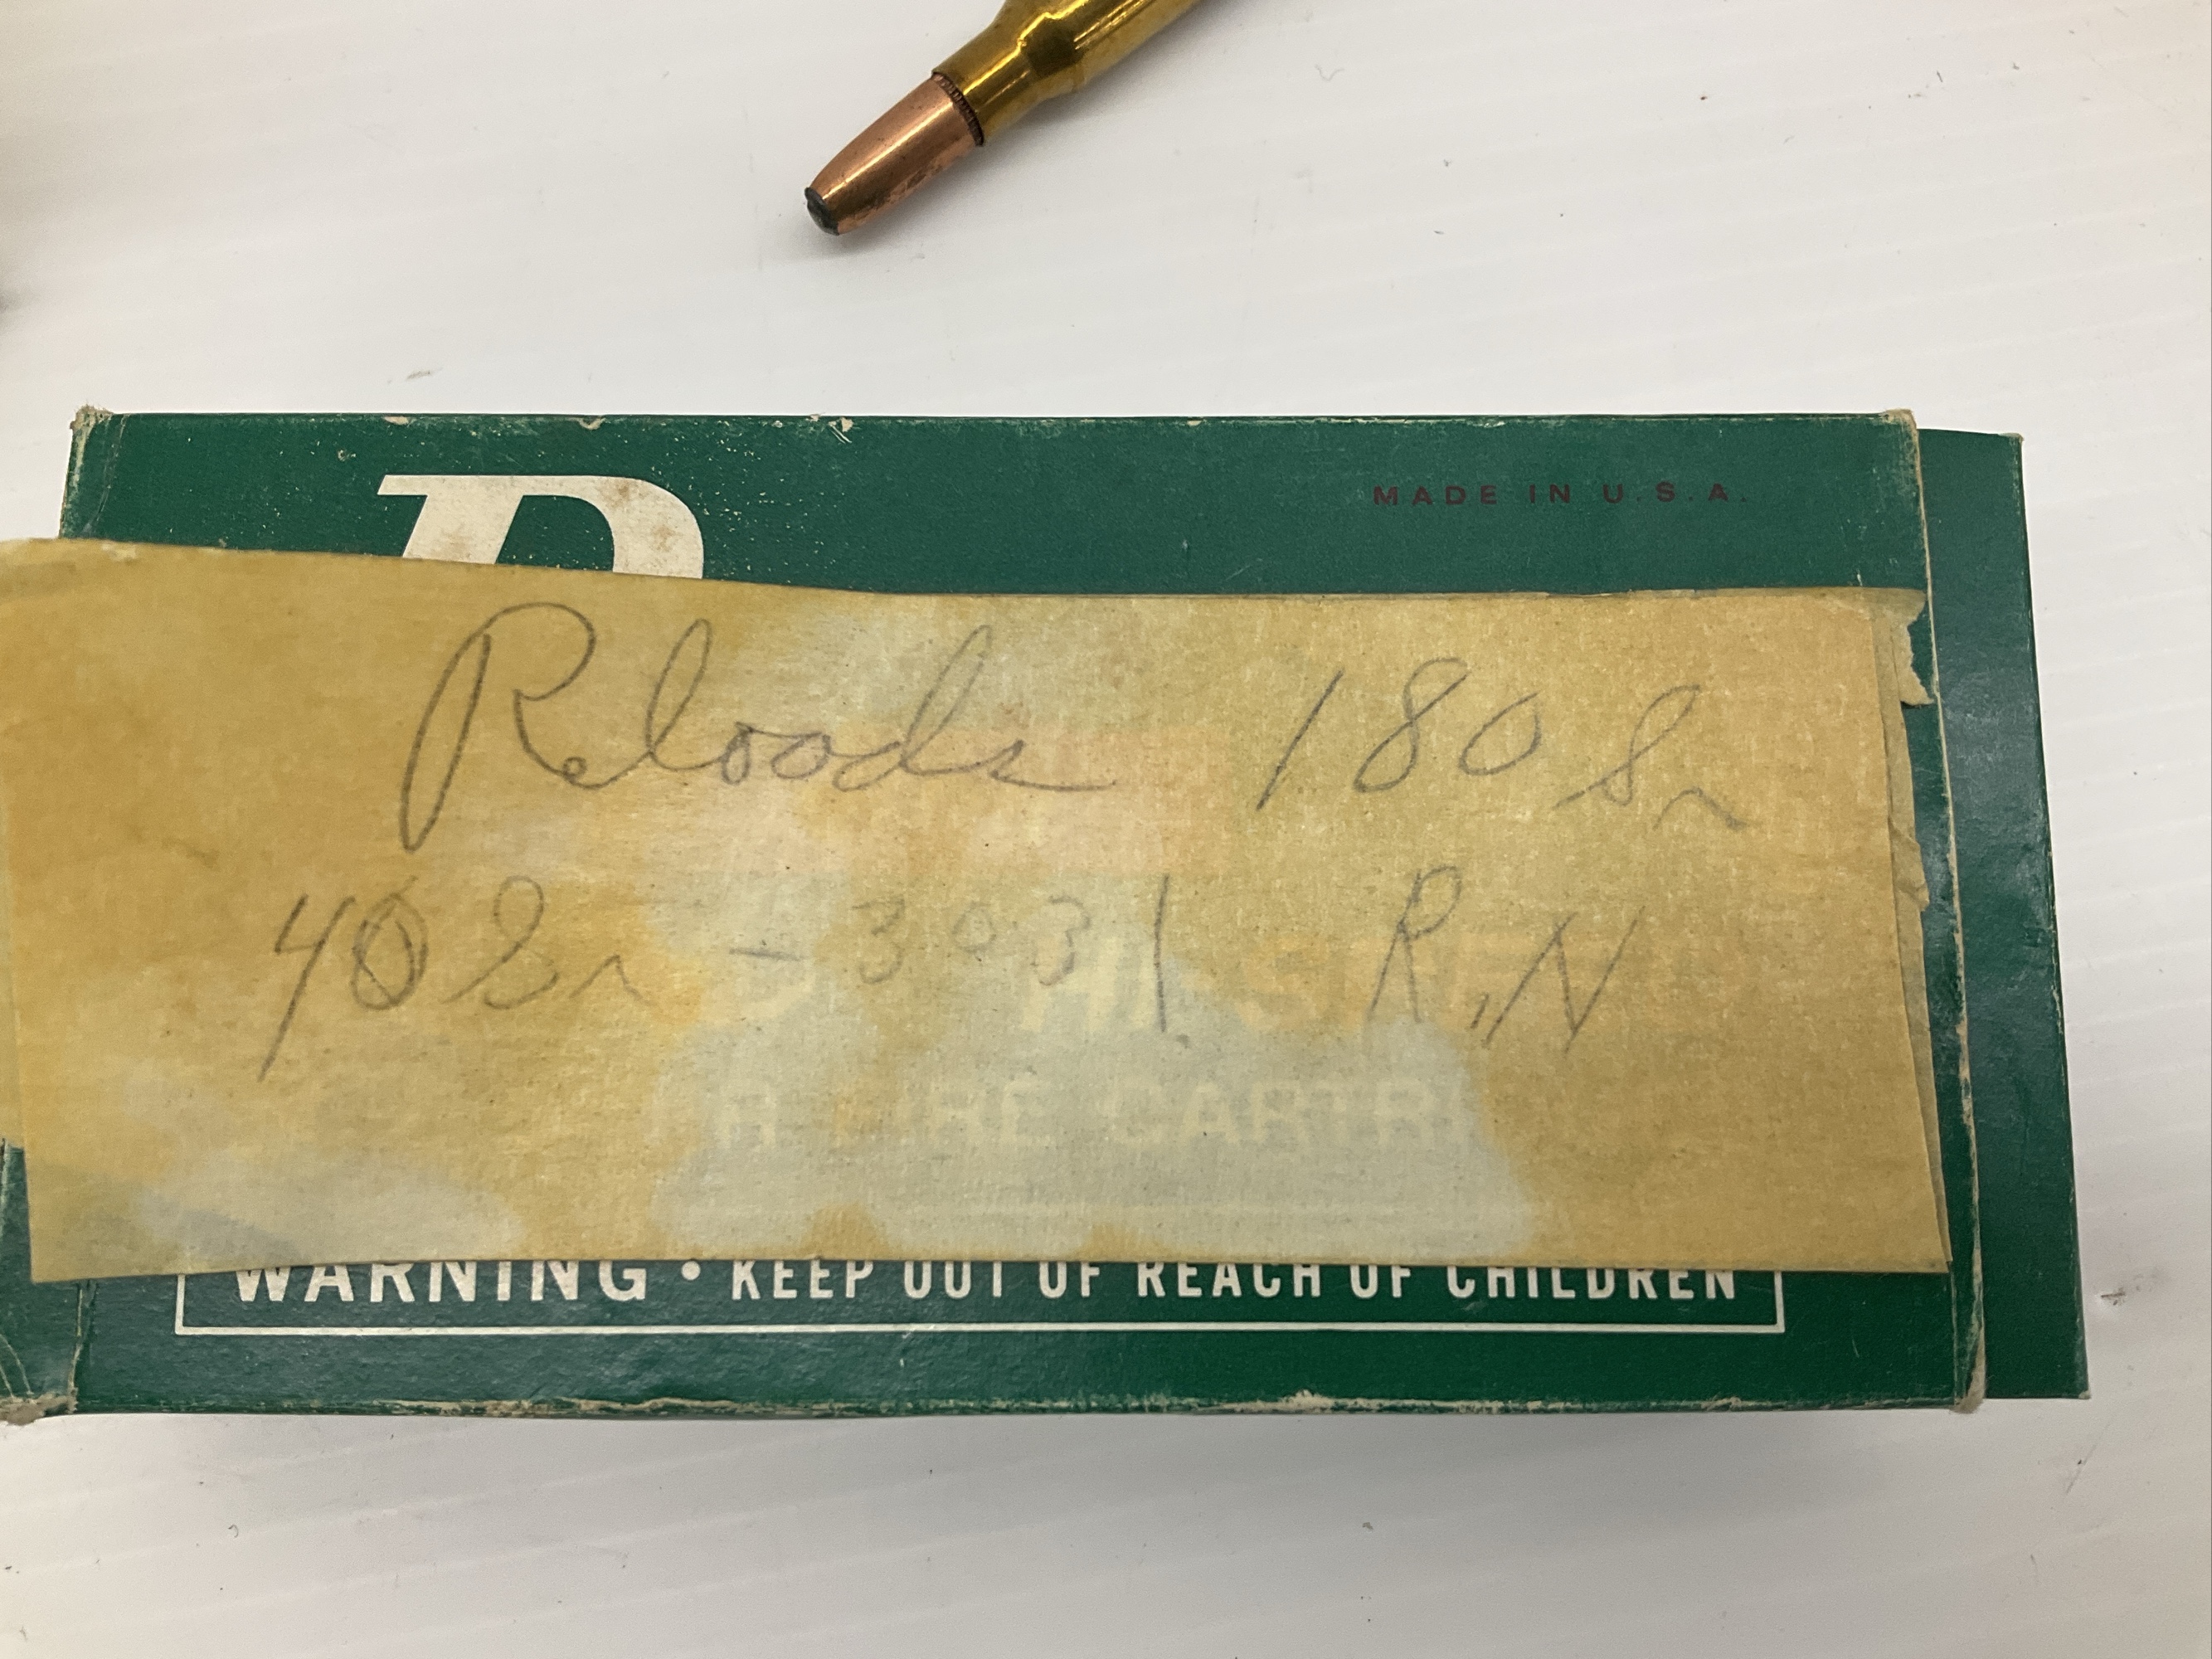 MADE IN U.S.A.
Reloads 180 Gr
40 Gr - 3031 R.N
WARNING • KEEP OUT OF REACH OF CHILDREN